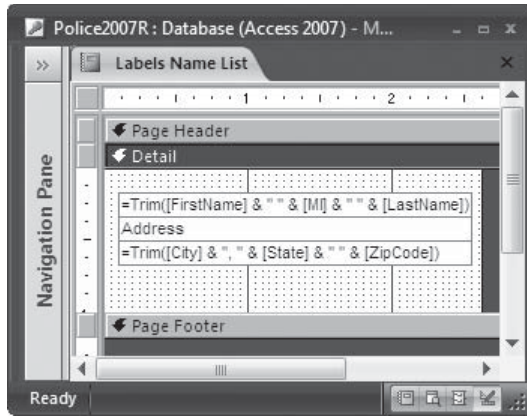 Police2007R : Database (Access 2007) - M...
Labels Name List
1 2
Page Header
Detail
=Trim([FirstName] & " " & [MI] & " " & [LastName])
Address
=Trim([City] & ", " & [State] & " " & [ZipCode])
Page Footer
Navigation Pane
Ready